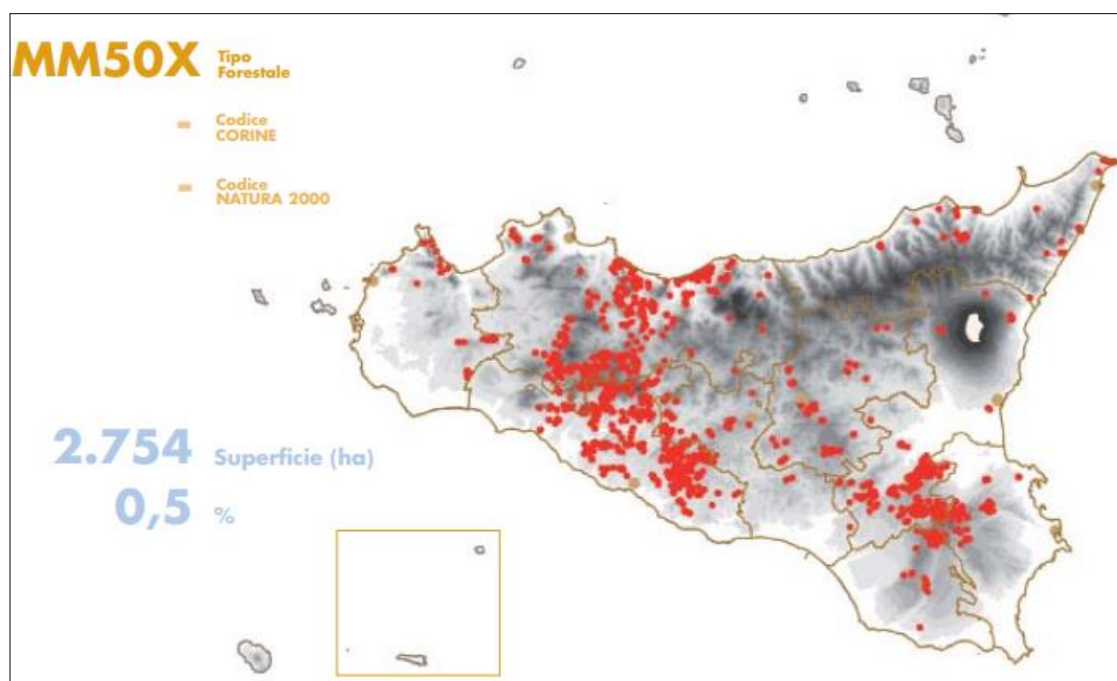 MM50X Tipo
Forestale
- Codice
CORINE
- Codice
NATURA 2000
2.754 Superficie (ha)
0,5 %